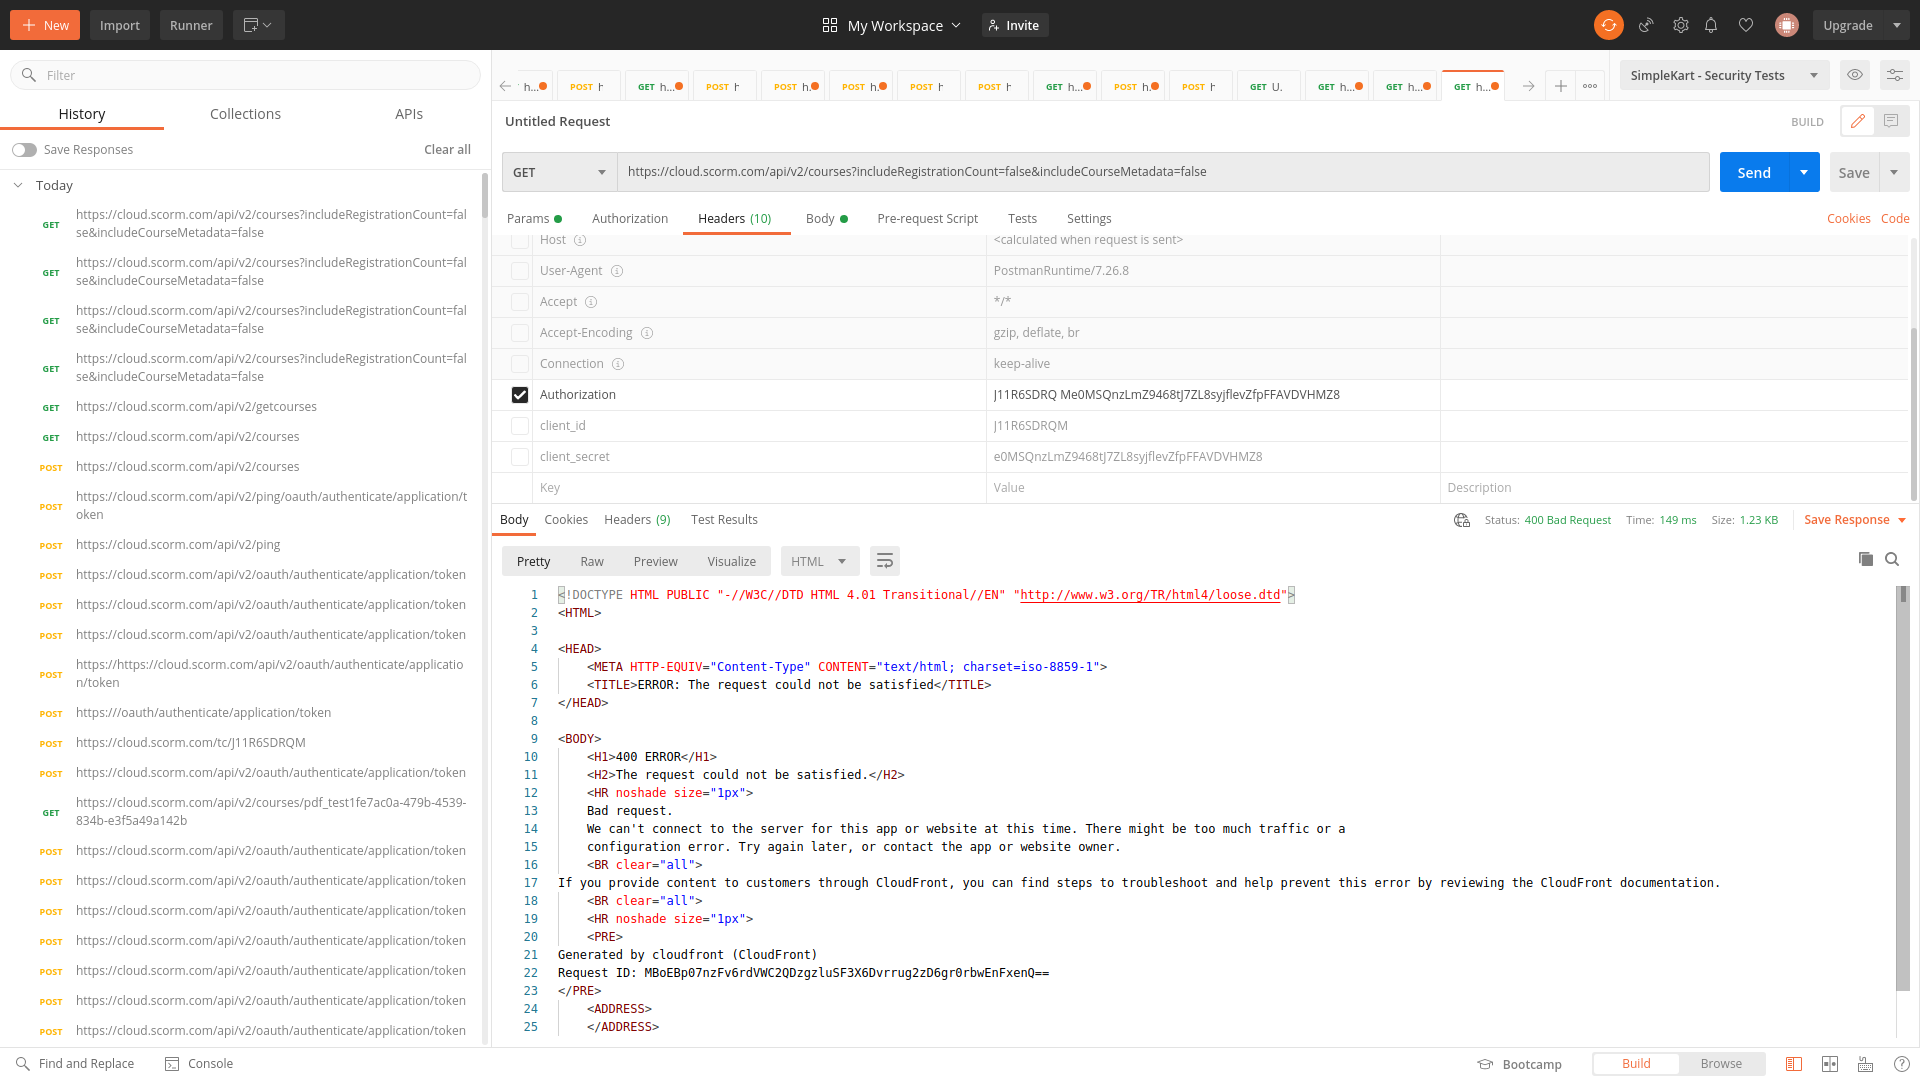 New
Import
Runner
My Workspace
Invite
Upgrade
Filter
History
Collections
APIs
Save Responses
Clear all
Today
GET https://cloud.scorm.com/api/v2/courses?includeRegistrationCount=fal
se&includeCourseMetadata=false
GET https://cloud.scorm.com/api/v2/courses?includeRegistrationCount=fal
se&includeCourseMetadata=false
GET https://cloud.scorm.com/api/v2/courses?includeRegistrationCount=fal
se&includeCourseMetadata=false
GET https://cloud.scorm.com/api/v2/courses?includeRegistrationCount=fal
se&includeCourseMetadata=false
GET https://cloud.scorm.com/api/v2/getcourses
GET https://cloud.scorm.com/api/v2/courses
POST https://cloud.scorm.com/api/v2/courses
POST https://cloud.scorm.com/api/v2/ping/oauth/authenticate/application/t
oken
POST https://cloud.scorm.com/api/v2/ping
POST https://cloud.scorm.com/api/v2/oauth/authenticate/application/token
POST https://cloud.scorm.com/api/v2/oauth/authenticate/application/token
POST https://cloud.scorm.com/api/v2/oauth/authenticate/application/token
POST https://https://cloud.scorm.com/api/v2/oauth/authenticate/applicatio
n/token
POST https:///oauth/authenticate/application/token
POST https://cloud.scorm.com/tc/J11R6SDRQM
POST https://cloud.scorm.com/api/v2/oauth/authenticate/application/token
GET https://cloud.scorm.com/api/v2/courses/pdf_test1fe7ac0a-479b-4539-
834b-e3f5a49a142b
POST https://cloud.scorm.com/api/v2/oauth/authenticate/application/token
POST https://cloud.scorm.com/api/v2/oauth/authenticate/application/token
POST https://cloud.scorm.com/api/v2/oauth/authenticate/application/token
POST https://cloud.scorm.com/api/v2/oauth/authenticate/application/token
POST https://cloud.scorm.com/api/v2/oauth/authenticate/application/token
POST https://cloud.scorm.com/api/v2/oauth/authenticate/application/token
POST https://cloud.scorm.com/api/v2/oauth/authenticate/application/token
h... POST h GET h... POST h POST h. POST h. POST h POST h GET h... POST h. POST h GET U. GET h... GET h... GET h...
SimpleKart - Security Tests
Untitled Request
BUILD
GET https://cloud.scorm.com/api/v2/courses?includeRegistrationCount=false&includeCourseMetadata=false
Send
Save
Params Authorization Headers (10) Body Pre-request Script Tests Settings
Cookies Code
Host <calculated when request is sent>
User-Agent PostmanRuntime/7.26.8
Accept */*
Accept-Encoding gzip, deflate, br
Connection keep-alive
Authorization J11R6SDRQ Me0MSQnzLmZ9468tJ7ZL8syjflevZfpFFAVDVHMZ8
client_id J11R6SDRQM
client_secret e0MSQnzLmZ9468tJ7ZL8syjflevZfpFFAVDVHMZ8
Key Value Description
Body Cookies Headers (9) Test Results
Status: 400 Bad Request Time: 149 ms Size: 1.23 KB Save Response
Pretty Raw Preview Visualize HTML
1 <!DOCTYPE HTML PUBLIC "-//W3C//DTD HTML 4.01 Transitional//EN" "http://www.w3.org/TR/html4/loose.dtd">
2 <HTML>
3
4 <HEAD>
5 <META HTTP-EQUIV="Content-Type" CONTENT="text/html; charset=iso-8859-1">
6 <TITLE>ERROR: The request could not be satisfied</TITLE>
7 </HEAD>
8
9 <BODY>
10 <H1>400 ERROR</H1>
11 <H2>The request could not be satisfied.</H2>
12 <HR noshade size="1px">
13 Bad request.
14 We can't connect to the server for this app or website at this time. There might be too much traffic or a
15 configuration error. Try again later, or contact the app or website owner.
16 <BR clear="all">
17 If you provide content to customers through CloudFront, you can find steps to troubleshoot and help prevent this error by reviewing the CloudFront documentation.
18 <BR clear="all">
19 <HR noshade size="1px">
20 <PRE>
21 Generated by cloudfront (CloudFront)
22 Request ID: MBoEBp07nzFv6rdVWC2QDzgzluSF3X6Dvrrug2zD6gr0rbwEnFxenQ==
23 </PRE>
24 <ADDRESS>
25 </ADDRESS>
Find and Replace
Console
Bootcamp
Build
Browse